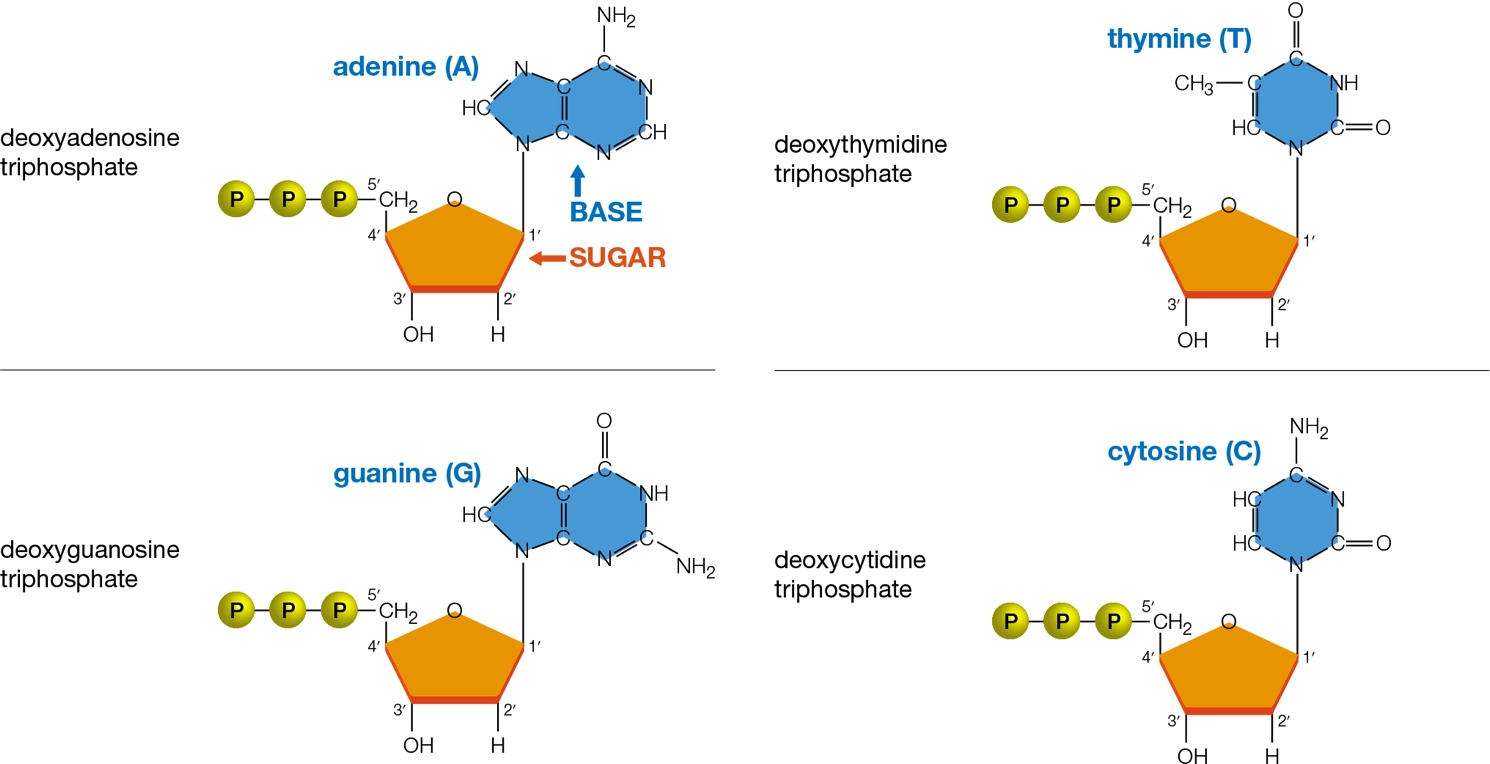 NH₂
adenine (A)
N
C
C
N
HC
C
CH
N
N
deoxyadenosine
triphosphate
P P P
5′
CH₂
O
BASE
4′
1′
SUGAR
3′
2′
OH
H
O
thymine (T)
C
CH₃
C
NH
HC
C
O
N
deoxythymidine
triphosphate
P P P
5′
CH₂
O
4′
1′
3′
2′
OH
H
O
guanine (G)
N
C
C
NH
HC
C
C
N
N
NH₂
deoxyguanosine
triphosphate
P P P
5′
CH₂
O
4′
1′
3′
2′
OH
H
NH₂
cytosine (C)
C
HC
N
HC
C
O
N
deoxycytidine
triphosphate
P P P
5′
CH₂
O
4′
1′
3′
2′
OH
H